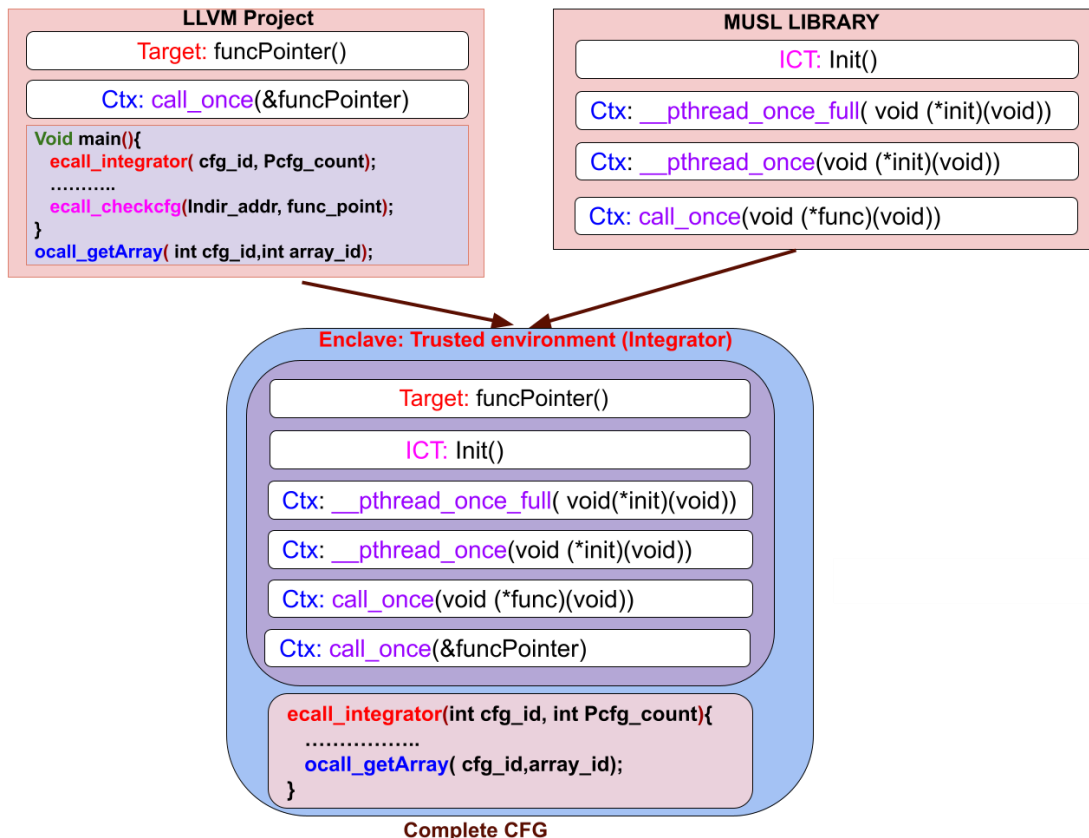 LLVM Project
Target: funcPointer()
Ctx: call_once(&funcPointer)
Void main(){
ecall_integrator( cfg_id, Pcfg_count);
………..
ecall_checkcfg(Indir_addr, func_point);
}
ocall_getArray( int cfg_id,int array_id);
MUSL LIBRARY
ICT: Init()
Ctx: __pthread_once_full( void (*init)(void))
Ctx: __pthread_once(void (*init)(void))
Ctx: call_once(void (*func)(void))
Enclave: Trusted environment (Integrator)
Target: funcPointer()
ICT: Init()
Ctx: __pthread_once_full( void(*init)(void))
Ctx: __pthread_once(void (*init)(void))
Ctx: call_once(void (*func)(void))
Ctx: call_once(&funcPointer)
ecall_integrator(int cfg_id, int Pcfg_count){
……………..
ocall_getArray( cfg_id,array_id);
}
Complete CFG